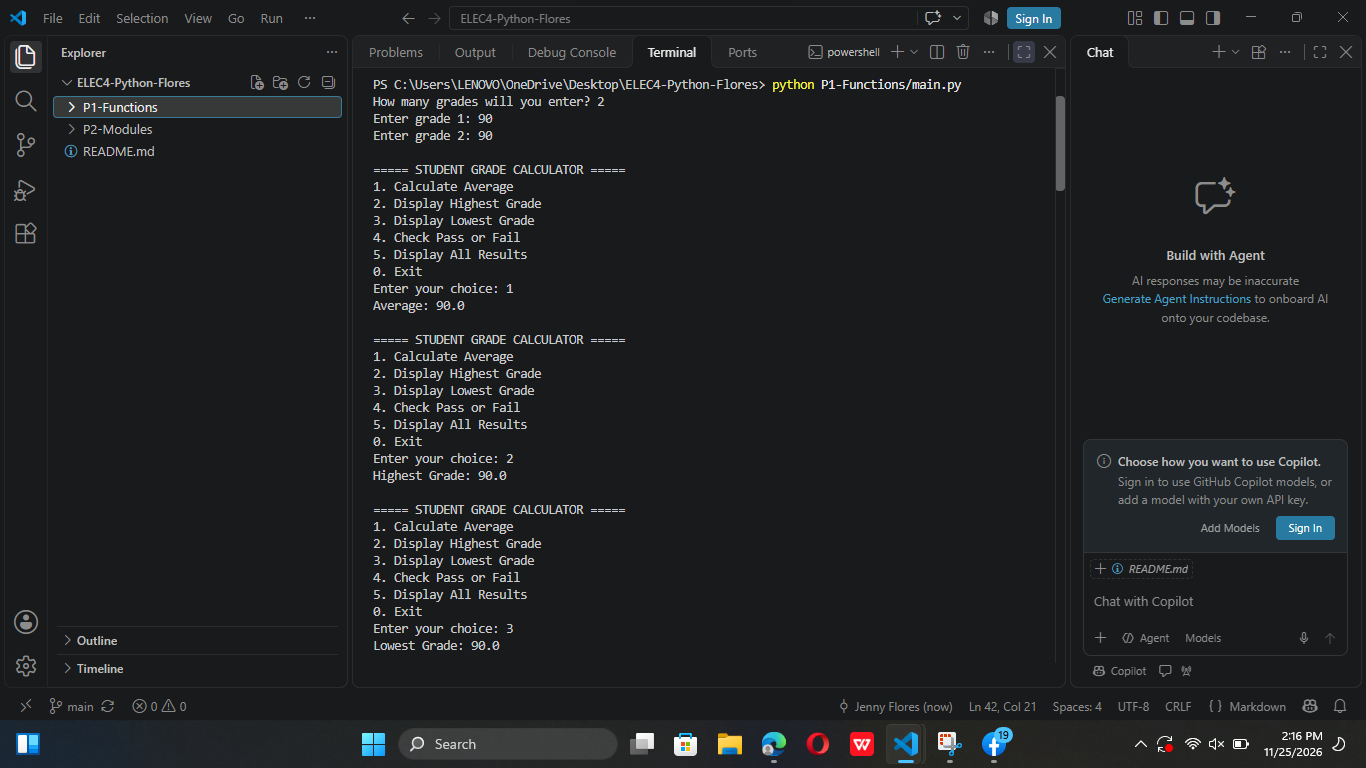 File Edit Selection View Go Run ELEC4-Python-Flores Sign In
Explorer
ELEC4-Python-Flores
P1-Functions
P2-Modules
README.md
Outline
Timeline
Problems Output Debug Console Terminal Ports powershell
PS C:\Users\LENOVO\OneDrive\Desktop\ELEC4-Python-Flores> python P1-Functions/main.py
How many grades will you enter? 2
Enter grade 1: 90
Enter grade 2: 90
===== STUDENT GRADE CALCULATOR =====
1. Calculate Average
2. Display Highest Grade
3. Display Lowest Grade
4. Check Pass or Fail
5. Display All Results
0. Exit
Enter your choice: 1
Average: 90.0
===== STUDENT GRADE CALCULATOR =====
1. Calculate Average
2. Display Highest Grade
3. Display Lowest Grade
4. Check Pass or Fail
5. Display All Results
0. Exit
Enter your choice: 2
Highest Grade: 90.0
===== STUDENT GRADE CALCULATOR =====
1. Calculate Average
2. Display Highest Grade
3. Display Lowest Grade
4. Check Pass or Fail
5. Display All Results
0. Exit
Enter your choice: 3
Lowest Grade: 90.0
Chat
Build with Agent
AI responses may be inaccurate
Generate Agent Instructions to onboard AI
onto your codebase.
Choose how you want to use Copilot.
Sign in to use GitHub Copilot models, or
add a model with your own API key.
Add Models Sign In
README.md
Chat with Copilot
Agent Models
Copilot
main 0 0 Jenny Flores (now) Ln 42, Col 21 Spaces: 4 UTF-8 CRLF { } Markdown
Search 19 2:16 PM
11/25/2026